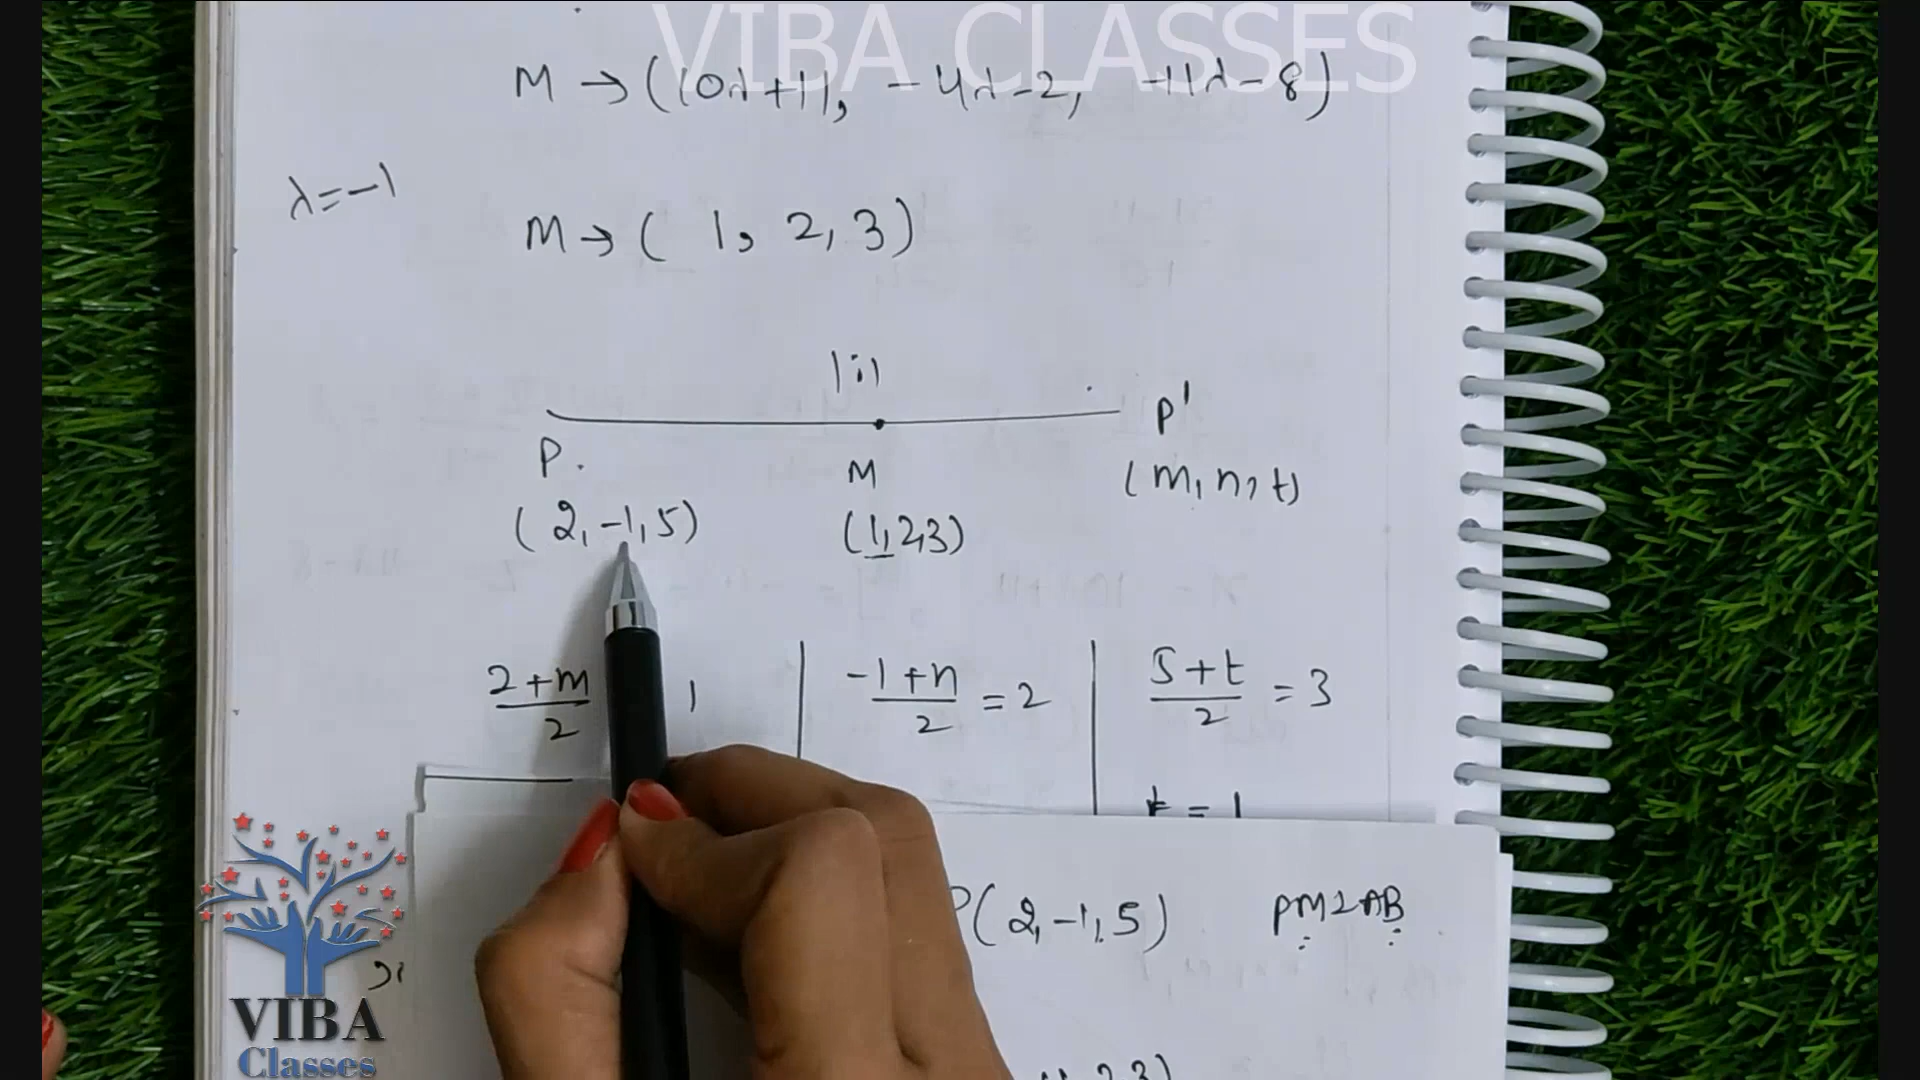 VIBA CLASSES
M → (10λ+11, -4λ-2, -11λ-8)
λ=-1
M → ( 1, 2, 3)
1:1
P'
P.
M
(m, n, t)
(2, -1, 5)
(1, 2, 3)
2+m/2 1 | -1+n/2 = 2 | 5+t/2 = 3
t = 1
P(2, -1, 5) PM⊥AB
VIBA
Classes